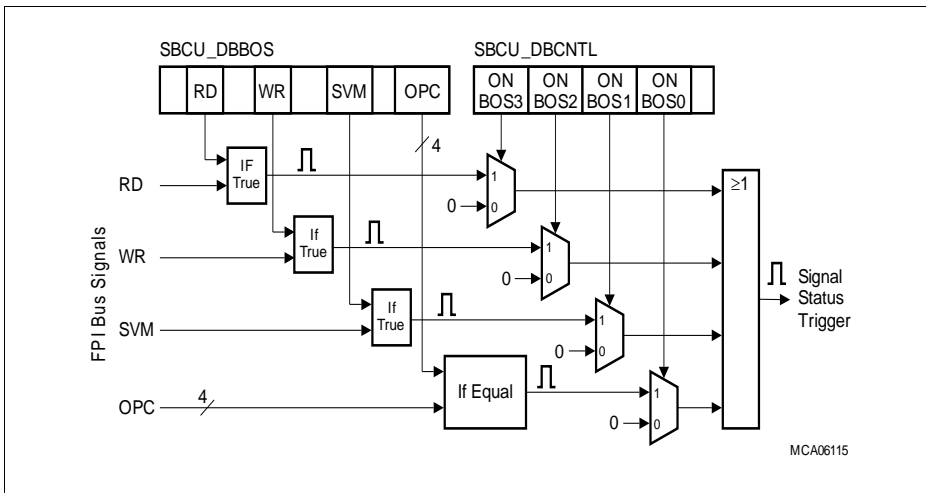 SBCU_DBBOS
SBCU_DBCNTL
RD WR SVM OPC
ON BOS3
ON BOS2
ON BOS1
ON BOS0
4
RD
IF True
1
0
0
≥1
FPI Bus Signals
WR
If True
1
0
0
Signal Status Trigger
SVM
If True
1
0
0
OPC
4
If Equal
1
0
0
MCA06115